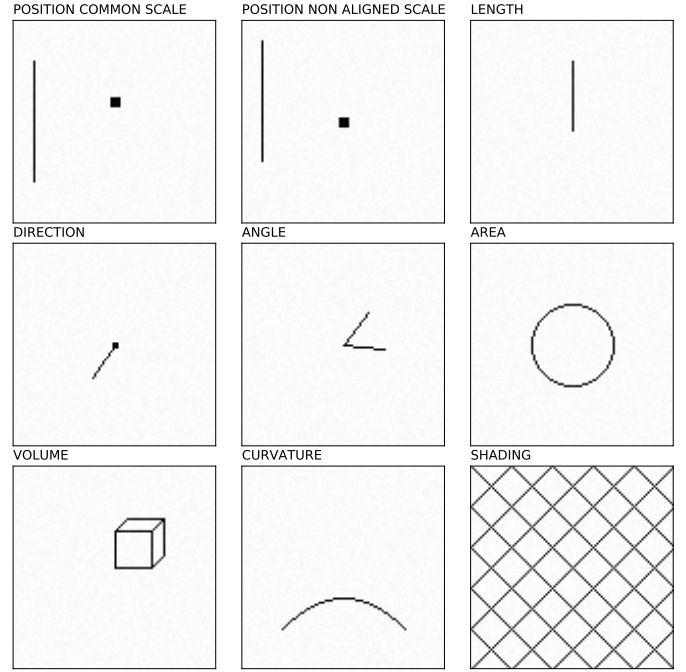 POSITION COMMON SCALE
POSITION NON ALIGNED SCALE
LENGTH
DIRECTION
ANGLE
AREA
VOLUME
CURVATURE
SHADING